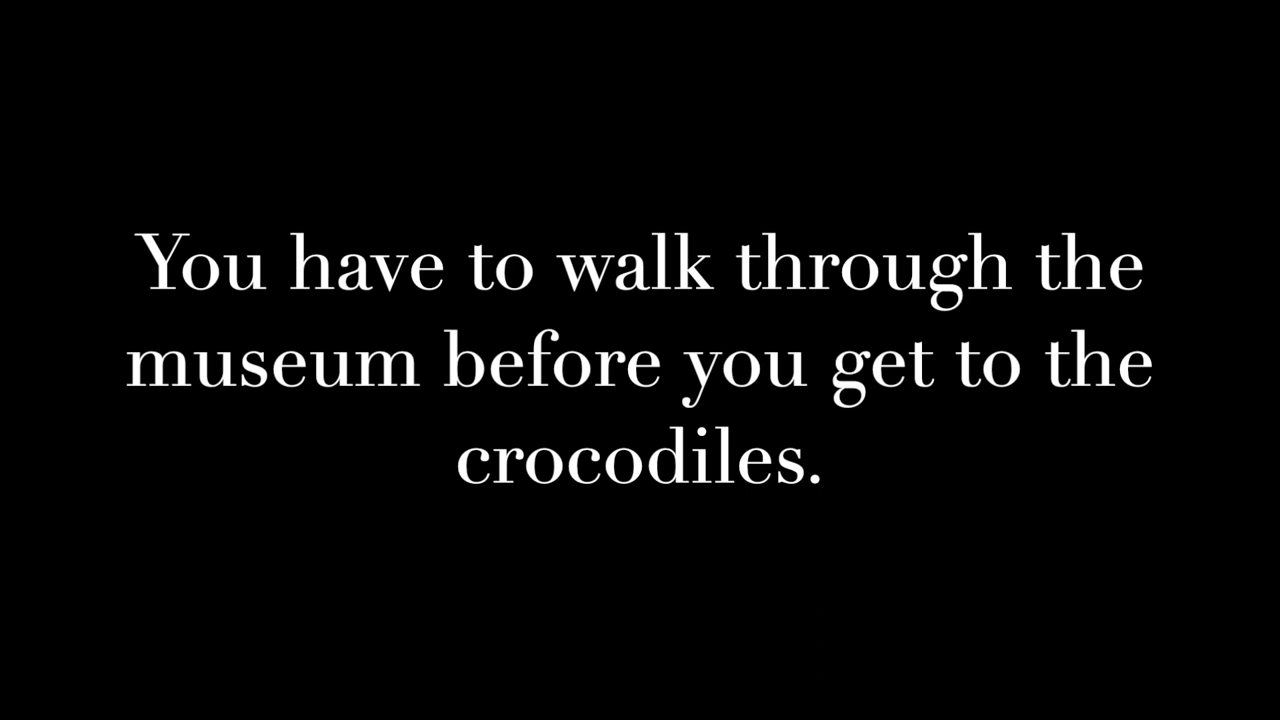 You have to walk through the
museum before you get to the
crocodiles.